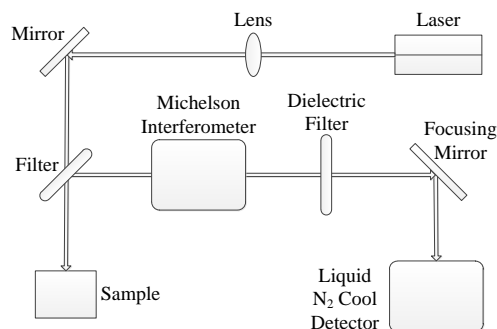 Lens
Laser
Mirror
Michelson
Interferometer
Dielectric
Filter
Focusing
Mirror
Filter
Sample
Liquid
N₂ Cool
Detector